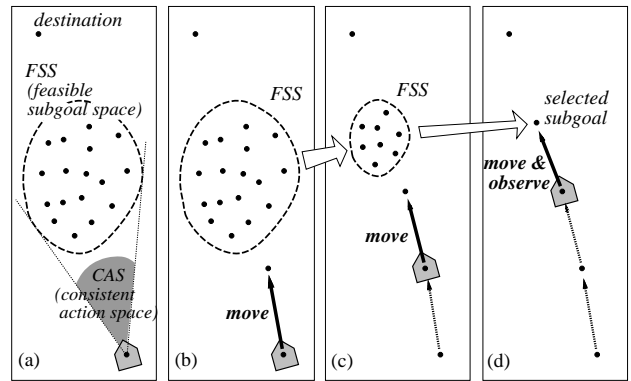 destination
FSS
(feasible
subgoal space)
CAS
(consistent
action space)
(a)
FSS
move
(b)
FSS
move
(c)
selected
subgoal
move &
observe
(d)